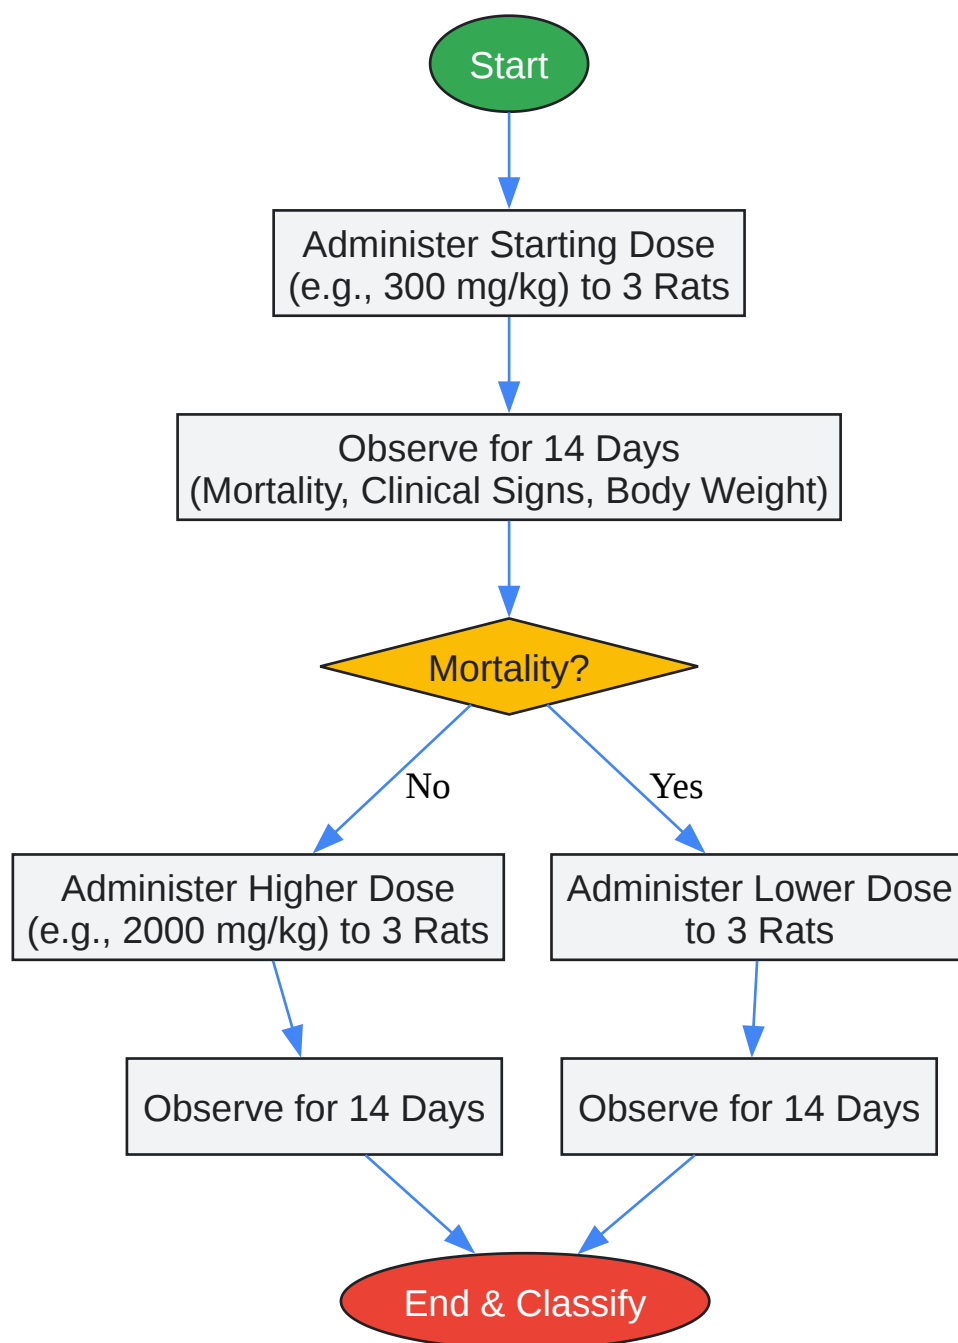 Start
Administer Starting Dose
(e.g., 300 mg/kg) to 3 Rats
Observe for 14 Days
(Mortality, Clinical Signs, Body Weight)
Mortality?
No
Yes
Administer Higher Dose
(e.g., 2000 mg/kg) to 3 Rats
Administer Lower Dose
to 3 Rats
Observe for 14 Days
Observe for 14 Days
End & Classify